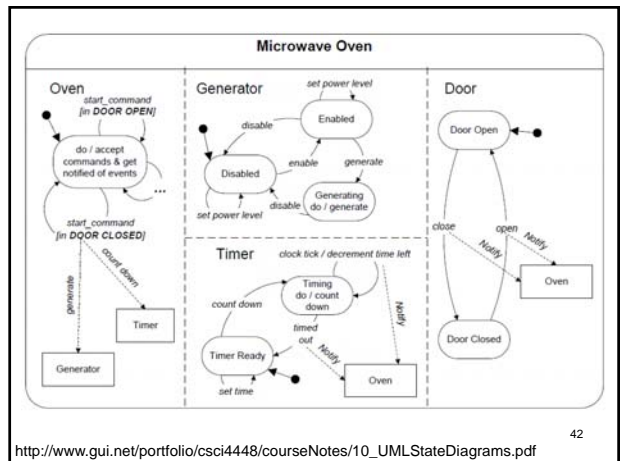 Microwave Oven
Oven
start_command
[in DOOR OPEN]
do / accept
commands & get
notified of events
...
start_command
[in DOOR CLOSED]
generate
count down
Timer
Generator
Generator
set power level
Enabled
disable
enable
generate
Disabled
Generating
do / generate
disable
set power level
Timer
clock tick / decrement time left
Timing
do / count
down
count down
timed
out
Notify
Notify
Timer Ready
set time
Oven
Door
Door Open
close
open
Notify
Notify
Oven
Door Closed
42
http://www.gui.net/portfolio/csci4448/courseNotes/10_UMLStateDiagrams.pdf